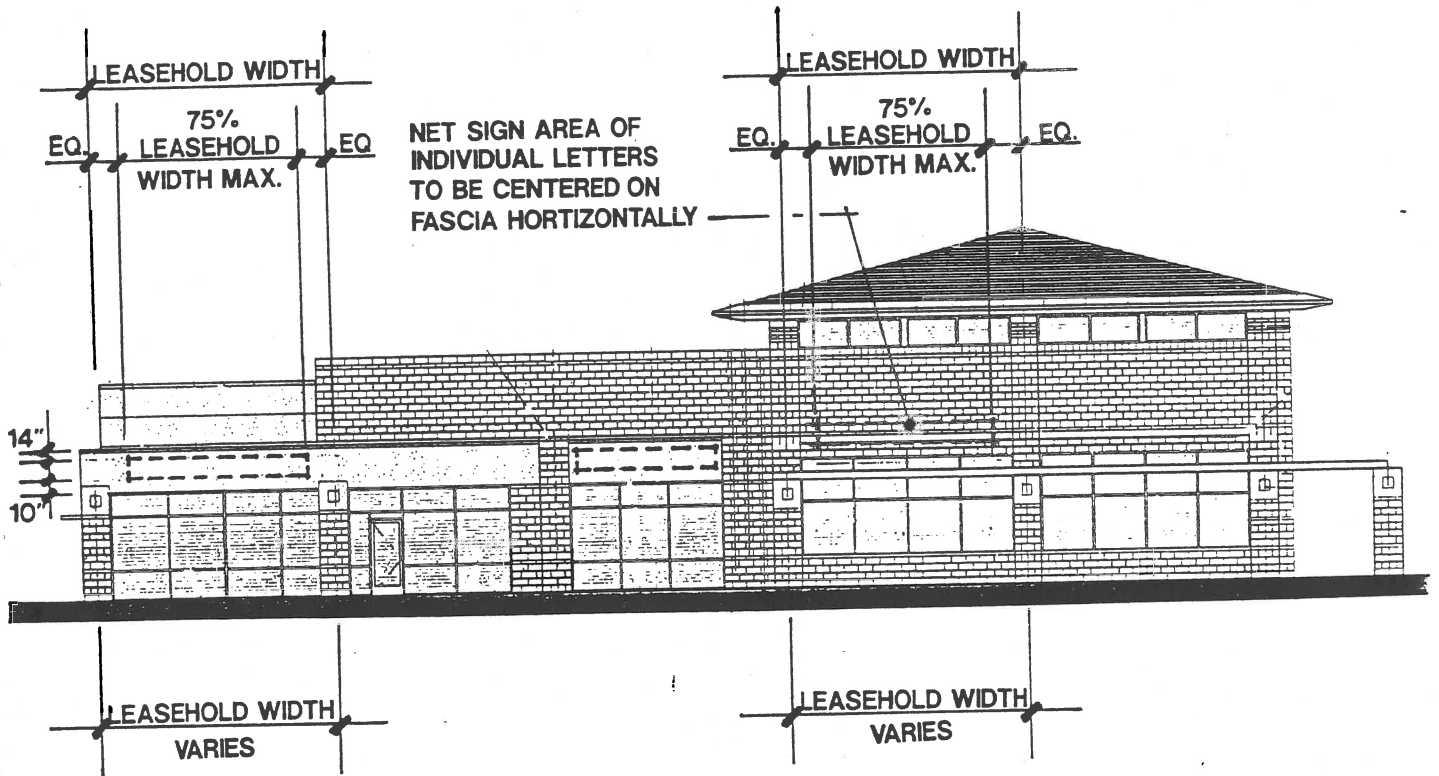 LEASEHOLD WIDTH
75%
EQ. LEASEHOLD EQ
WIDTH MAX.
NET SIGN AREA OF
INDIVIDUAL LETTERS
TO BE CENTERED ON
FASCIA HORTIZONTALLY
LEASEHOLD WIDTH
75%
EQ. LEASEHOLD EQ.
WIDTH MAX.
14"
10"
LEASEHOLD WIDTH
VARIES
LEASEHOLD WIDTH
VARIES